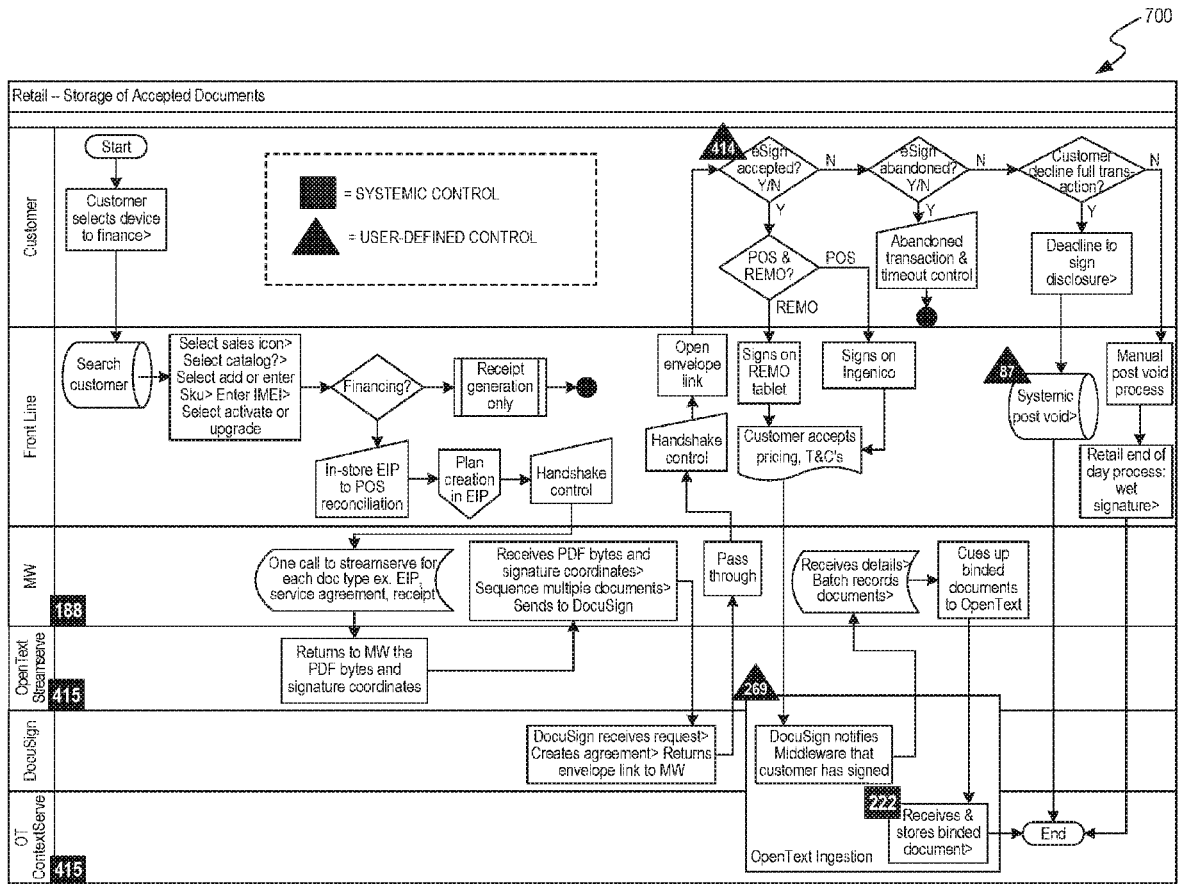 700
Retail -- Storage of Accepted Documents
Customer
Start
Customer
selects device
to finance>
= SYSTEMIC CONTROL
= USER-DEFINED CONTROL
414
eSign
accepted?
Y/N
N
Y
eSign
abandoned?
Y/N
N
Y
Customer
decline full trans-
action?
N
Y
POS &
REMO?
POS
REMO
Abandoned
transaction &
timeout control
Deadline to
sign
disclosure>
Front Line
Search
customer
Select sales icon>
Select catalog?>
Select add or enter
Sku> Enter IMEI>
Select activate or
upgrade
Financing?
Receipt
generation
only
In-store EIP
to POS
reconciliation
Plan
creation
in EIP
Handshake
control
Open
envelope
link
Handshake
control
Signs on
REMO
tablet
Signs on
Ingenico
Customer accepts
pricing, T&C's
87
Systemic
post void>
Manual
post void
process
Retail end of
day process:
wet
signature>
MW
188
One call to streamserve for
each doc type ex. EIP,
service agreement, receipt
Receives PDF bytes and
signature coordinates>
Sequence multiple documents>
Sends to DocuSign
Pass
through
Receives details>
Batch records
documents>
Cues up
binded
documents
to OpenText
OpenText
Streamserve
415
Returns to MW the
PDF bytes and
signature coordinates
269
DocuSign
DocuSign receives request>
Creates agreement> Returns
envelope link to MW
DocuSign notifies
Middleware that
customer has signed
OT
ContextServe
415
222
Receives &
stores binded
document>
OpenText Ingestion
End